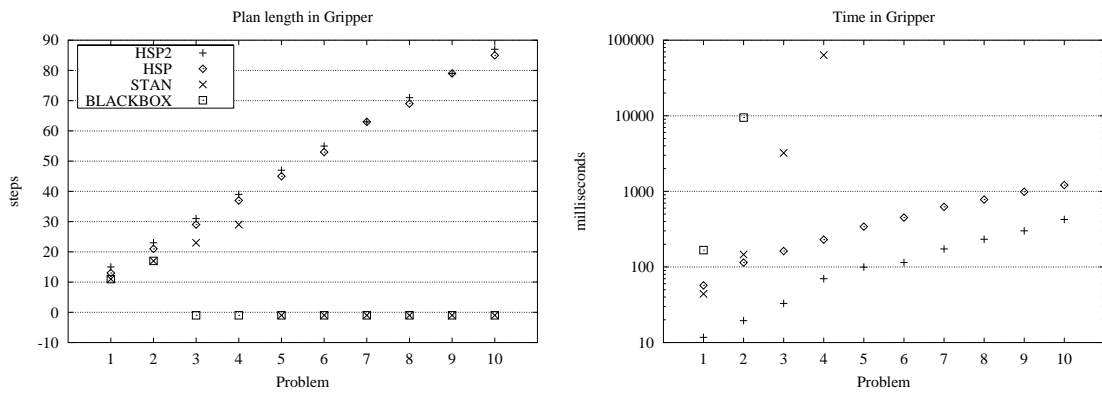 Plan length in Gripper
90
80
70
60
50
40
30
20
10
0
-10
steps
HSP2
HSP
STAN
BLACKBOX
1 2 3 4 5 6 7 8 9 10
Problem
Time in Gripper
100000
10000
1000
100
10
milliseconds
1 2 3 4 5 6 7 8 9 10
Problem